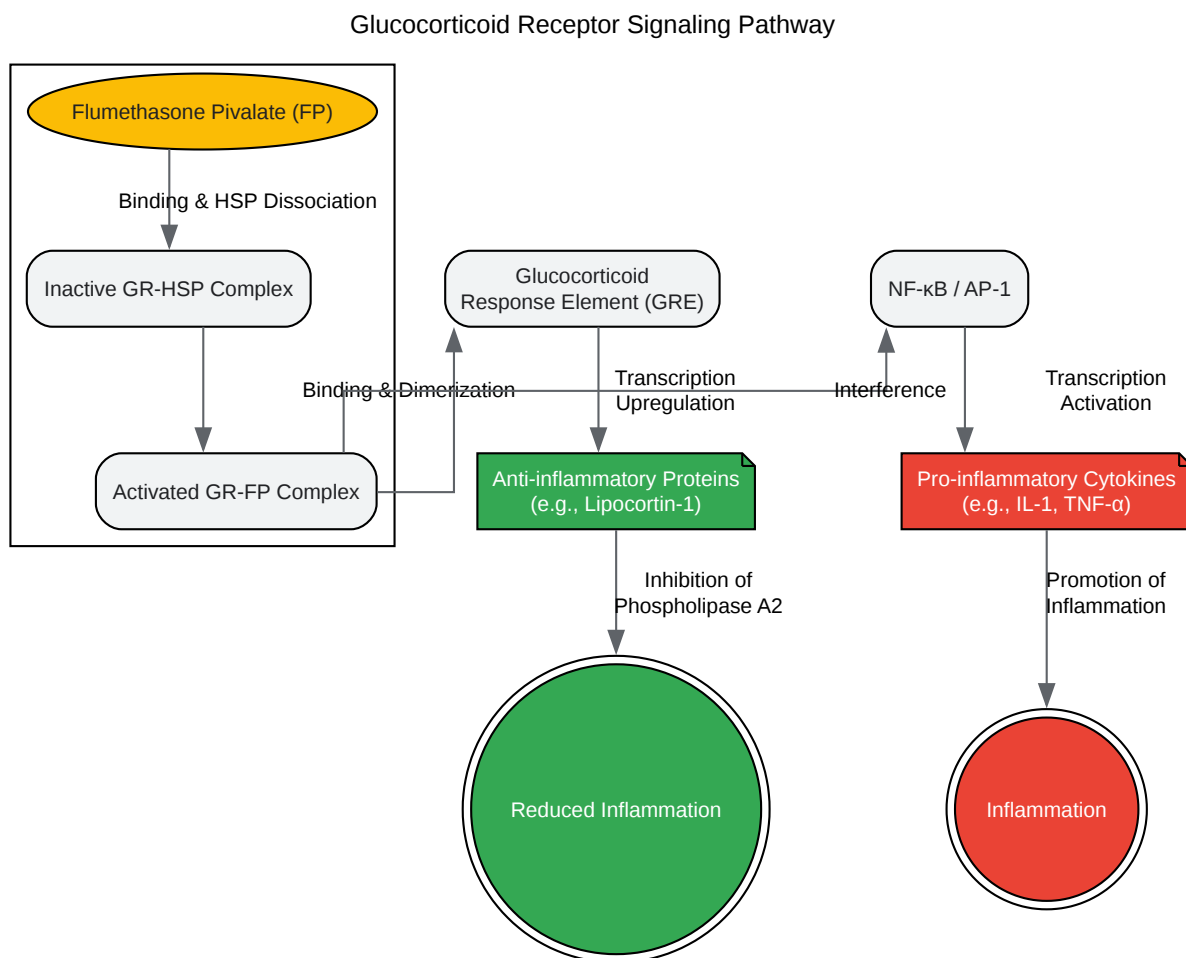 Glucocorticoid Receptor Signaling Pathway
Flumethasone Pivalate (FP)
Binding & HSP Dissociation
Inactive GR-HSP Complex
Glucocorticoid
Response Element (GRE)
NF-κB / AP-1
Binding & Dimerization
Transcription
Upregulation
Interference
Transcription
Activation
Activated GR-FP Complex
Anti-inflammatory Proteins
(e.g., Lipocortin-1)
Pro-inflammatory Cytokines
(e.g., IL-1, TNF-α)
Inhibition of
Phospholipase A2
Promotion of
Inflammation
Reduced Inflammation
Inflammation